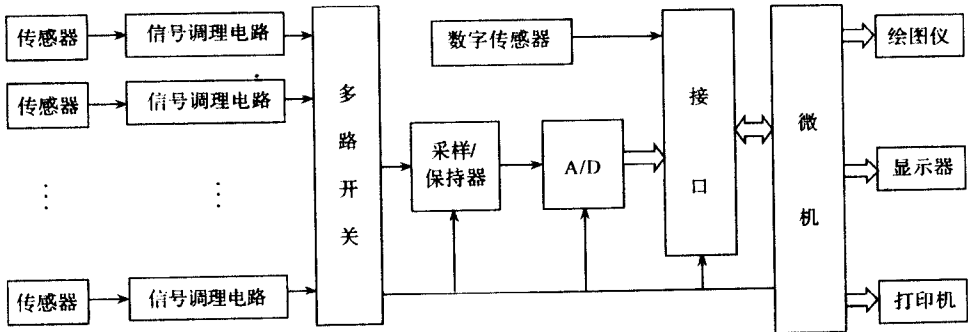 传感器
信号调理电路
传感器
信号调理电路
传感器
信号调理电路
多路开关
数字传感器
采样/
保持器
A/D
接口
微机
绘图仪
显示器
打印机